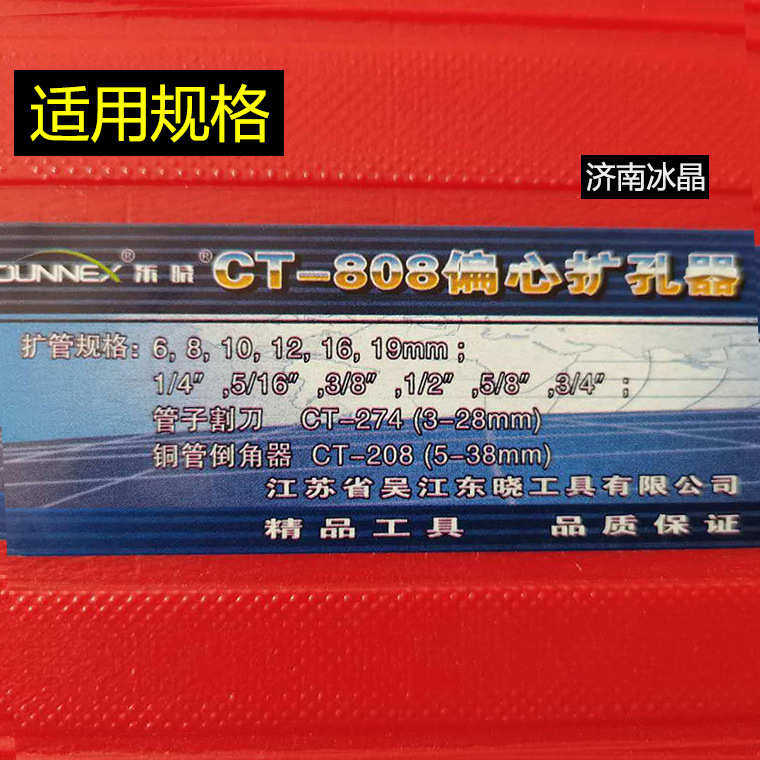 适用规格
济南冰晶
OUNNEX® 东晓® CT-808偏心扩孔器
扩管规格: 6, 8, 10, 12, 16, 19mm ;
1/4" ,5/16" ,3/8" ,1/2" ,5/8" ,3/4" ;
管子割刀 CT-274 (3-28mm)
铜管倒角器 CT-208 (5-38mm)
江苏省吴江东晓工具有限公司
精品工具 品质保证